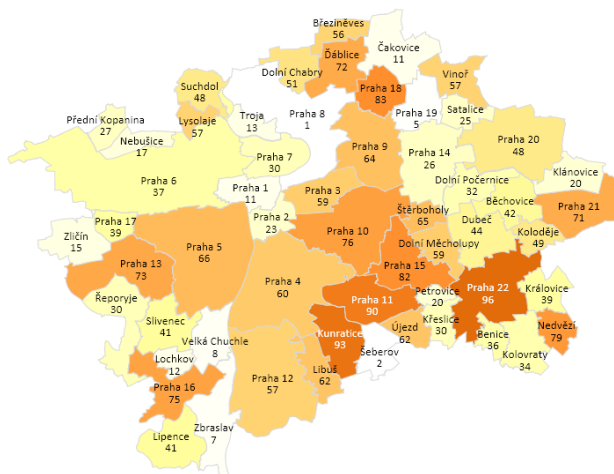 Březiněves
56
Čakovice
11
Ďáblice
72
Dolní Chabry
51
Vinoř
57
Suchdol
48
Praha 18
83
Satalice
25
Přední Kopanina
27
Lysolaje
57
Troja
13
Praha 8
1
Praha 19
5
Nebušice
17
Praha 9
64
Praha 14
26
Praha 20
48
Praha 7
30
Klánovice
20
Praha 6
37
Praha 1
11
Praha 3
59
Dolní Počernice
32
Běchovice
42
Praha 21
71
Praha 17
39
Praha 2
23
Štěrboholy
65
Dubeč
44
Koloděje
49
Zličín
15
Praha 5
66
Praha 10
76
Dolní Měcholupy
59
Praha 13
73
Praha 4
60
Praha 15
82
Praha 22
96
Královice
39
Řeporyje
30
Praha 11
90
Petrovice
20
Slivenec
41
Velká Chuchle
8
Kunratice
93
Újezd
62
Křeslice
30
Benice
36
Nedvězí
79
Lochkov
12
Šeberov
2
Kolovraty
34
Praha 16
75
Praha 12
57
Libuš
62
Lipence
41
Zbraslav
7